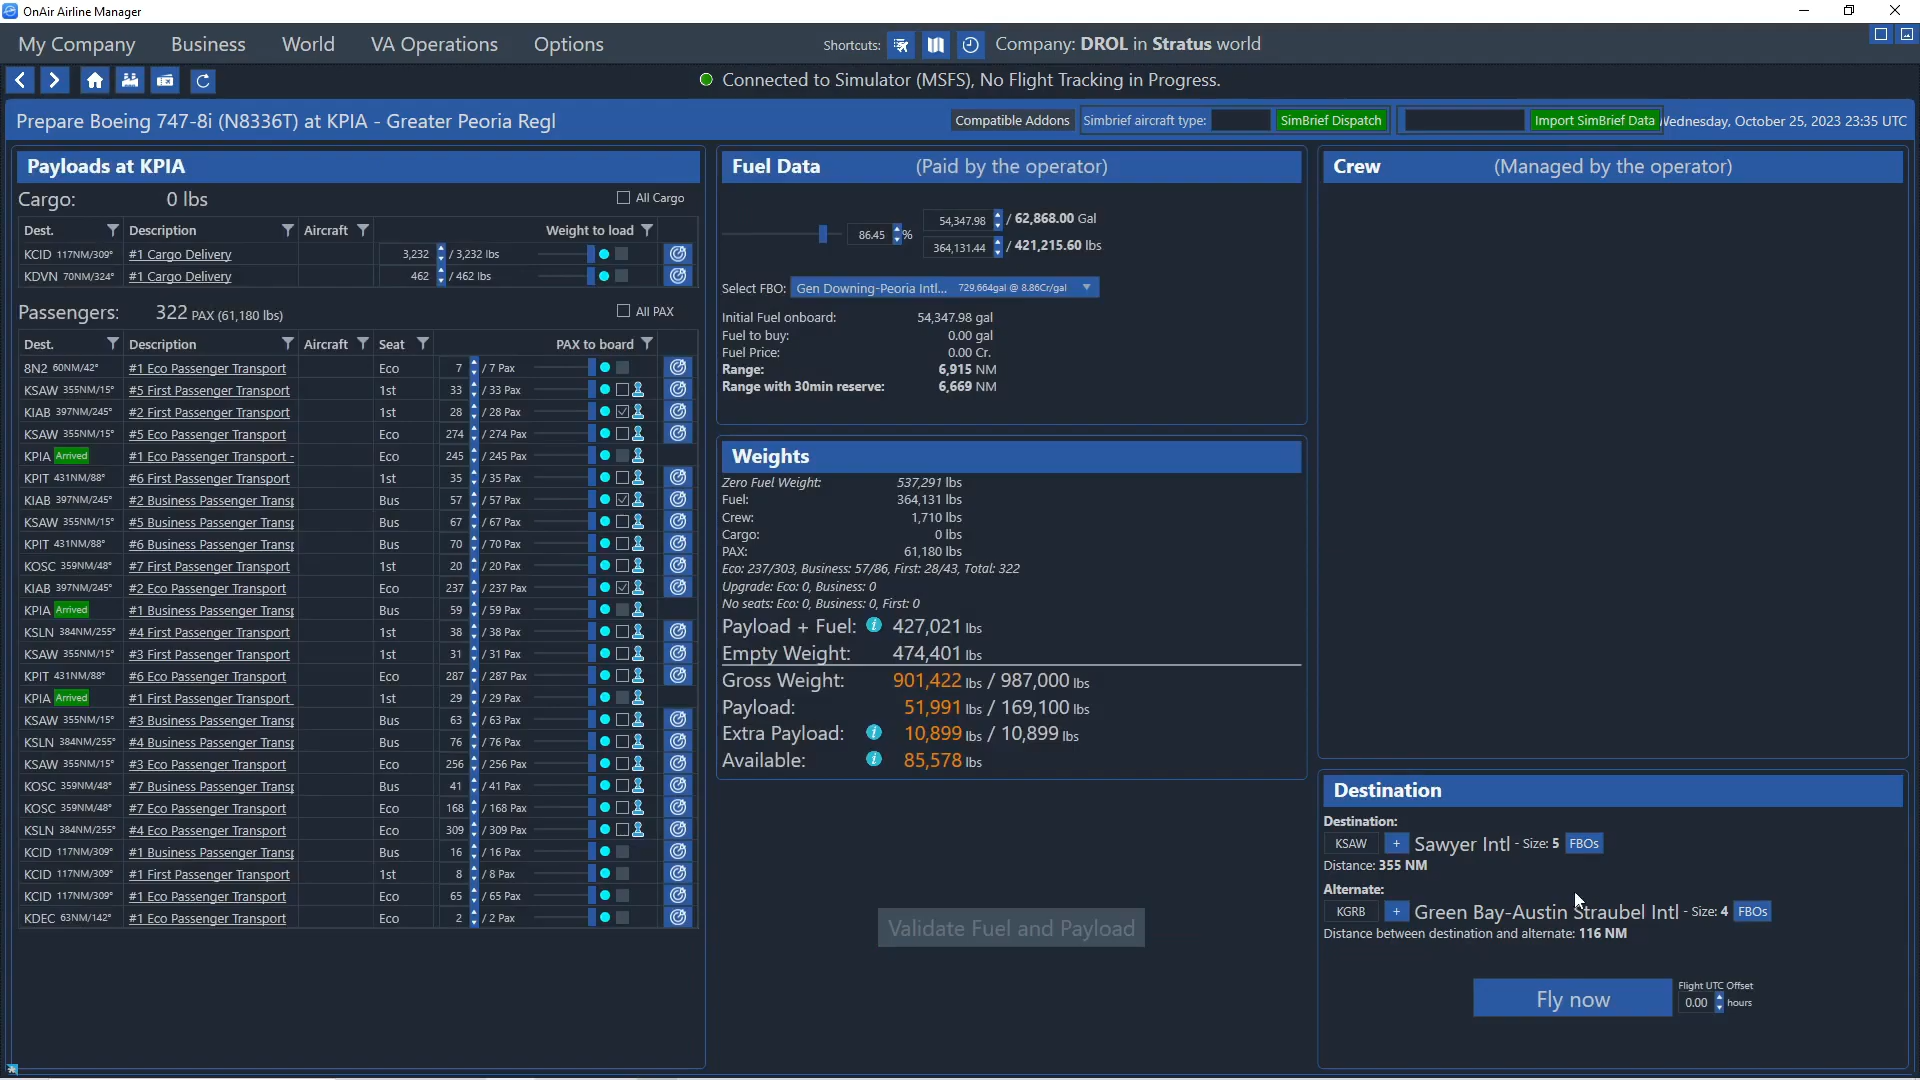 OnAir Airline Manager
My Company Business World VA Operations Options Shortcuts: Company: DROL in Stratus world
Connected to Simulator (MSFS), No Flight Tracking in Progress.
Prepare Boeing 747-8i (N8336T) at KPIA - Greater Peoria Regl Compatible Addons Simbrief aircraft type: SimBrief Dispatch Import SimBrief Data Wednesday, October 25, 2023 23:35 UTC
Payloads at KPIA
Cargo: 0 lbs All Cargo
Dest. Description Aircraft Weight to load
KCID 117NM/309° #1 Cargo Delivery 3,232 / 3,232 lbs
KDVN 70NM/324° #1 Cargo Delivery 462 / 462 lbs
Passengers: 322 PAX (61,180 lbs) All PAX
Dest. Description Aircraft Seat PAX to board
8N2 60NM/42° #1 Eco Passenger Transport Eco 7 / 7 Pax
KSAW 355NM/15° #5 First Passenger Transport 1st 33 / 33 Pax
KIAB 397NM/245° #2 First Passenger Transport 1st 28 / 28 Pax
KSAW 355NM/15° #5 Eco Passenger Transport Eco 274 / 274 Pax
KPIA Arrived #1 Eco Passenger Transport - Eco 245 / 245 Pax
KPIT 431NM/88° #6 First Passenger Transport 1st 35 / 35 Pax
KIAB 397NM/245° #2 Business Passenger Transp Bus 57 / 57 Pax
KSAW 355NM/15° #5 Business Passenger Transp Bus 67 / 67 Pax
KPIT 431NM/88° #6 Business Passenger Transp Bus 70 / 70 Pax
KOSC 359NM/48° #7 First Passenger Transport 1st 20 / 20 Pax
KIAB 397NM/245° #2 Eco Passenger Transport Eco 237 / 237 Pax
KPIA Arrived #1 Business Passenger Transp Bus 59 / 59 Pax
KSLN 384NM/255° #4 First Passenger Transport 1st 38 / 38 Pax
KSAW 355NM/15° #3 First Passenger Transport 1st 31 / 31 Pax
KPIT 431NM/88° #6 Eco Passenger Transport Eco 287 / 287 Pax
KPIA Arrived #1 First Passenger Transport 1st 29 / 29 Pax
KSAW 355NM/15° #3 Business Passenger Transp Bus 63 / 63 Pax
KSLN 384NM/255° #4 Business Passenger Transp Bus 76 / 76 Pax
KSAW 355NM/15° #3 Eco Passenger Transport Eco 256 / 256 Pax
KOSC 359NM/48° #7 Business Passenger Transp Bus 41 / 41 Pax
KOSC 359NM/48° #7 Eco Passenger Transport Eco 168 / 168 Pax
KSLN 384NM/255° #4 Eco Passenger Transport Eco 309 / 309 Pax
KCID 117NM/309° #1 Business Passenger Transp Bus 16 / 16 Pax
KCID 117NM/309° #1 First Passenger Transport 1st 8 / 8 Pax
KCID 117NM/309° #1 Eco Passenger Transport Eco 65 / 65 Pax
KDEC 63NM/142° #1 Eco Passenger Transport Eco 2 / 2 Pax
Fuel Data (Paid by the operator)
54,347.98 / 62,868.00 Gal
86.45 %
364,131.44 / 421,215.60 lbs
Select FBO: Gen Downing-Peoria Intl... 729,664gal @ 8.86Cr/gal
Initial Fuel onboard: 54,347.98 gal
Fuel to buy: 0.00 gal
Fuel Price: 0.00 Cr.
Range: 6,915 NM
Range with 30min reserve: 6,669 NM
Weights
Zero Fuel Weight: 537,291 lbs
Fuel: 364,131 lbs
Crew: 1,710 lbs
Cargo: 0 lbs
PAX: 61,180 lbs
Eco: 237/303, Business: 57/86, First: 28/43, Total: 322
Upgrade: Eco: 0, Business: 0
No seats: Eco: 0, Business: 0, First: 0
Payload + Fuel: 427,021 lbs
Empty Weight: 474,401 lbs
Gross Weight: 901,422 lbs / 987,000 lbs
Payload: 51,991 lbs / 169,100 lbs
Extra Payload: 10,899 lbs / 10,899 lbs
Available: 85,578 lbs
Validate Fuel and Payload
Crew (Managed by the operator)
Destination
Destination:
KSAW + Sawyer Intl - Size: 5 FBOs
Distance: 355 NM
Alternate:
KGRB + Green Bay-Austin Straubel Intl - Size: 4 FBOs
Distance between destination and alternate: 116 NM
Fly now
Flight UTC Offset
0.00 hours